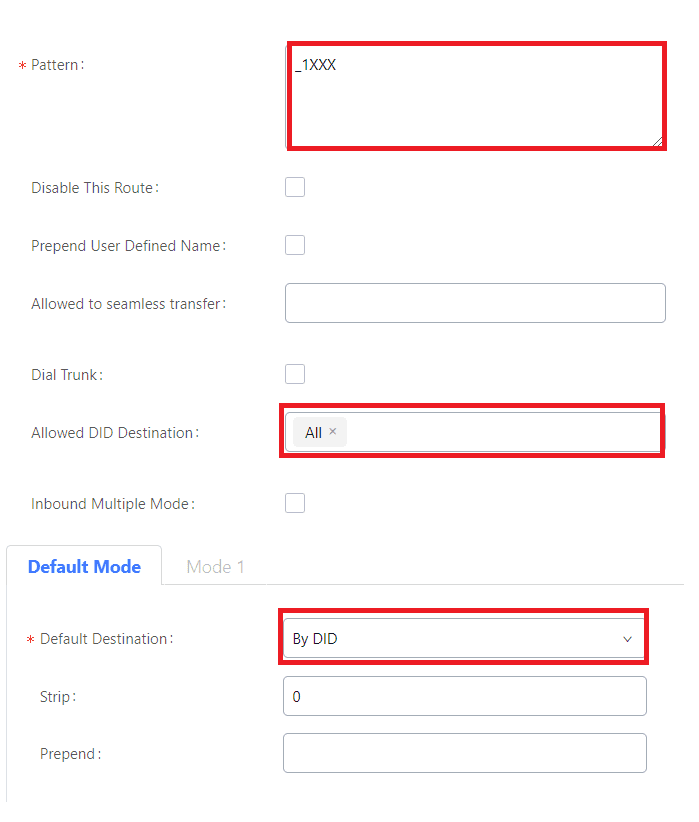 * Pattern: _1XXX
Disable This Route:
Prepend User Defined Name:
Allowed to seamless transfer:
Dial Trunk:
Allowed DID Destination: All ×
Inbound Multiple Mode:
Default Mode Mode 1
* Default Destination: By DID
Strip: 0
Prepend: